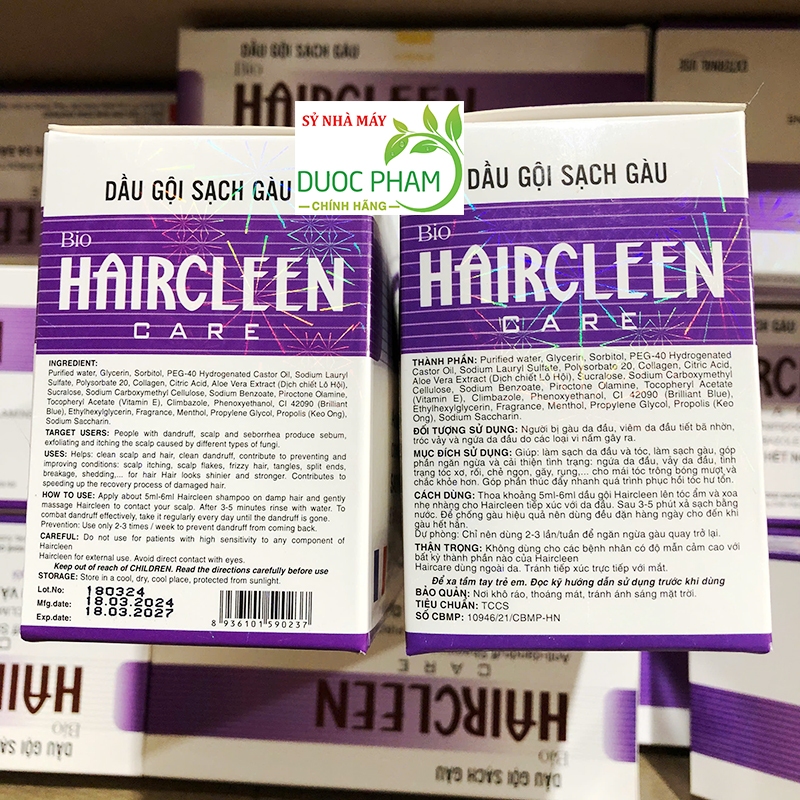 DẦU GỘI SẠCH GÀU
Bio
HAIRCLEEN
EXTERNAL USE
SỶ NHÀ MÁY
DUOC PHAM
CHÍNH HÃNG
DẦU GỘI SẠCH GÀU
Bio
HAIRCLEEN
CARE
INGREDIENT:
Purified water, Glycerin, Sorbitol, PEG-40 Hydrogenated
Castor Oil, Sodium Lauryl
Sulfate, Polysorbate 20, Collagen, Citric Acid, Aloe Vera Extract (Dịch chiết Lô Hội),
Sucralose, Sodium Carboxymethyl Cellulose, Sodium Benzoate, Piroctone Olamine,
Tocopheryl Acetate (Vitamin E), Climbazole, Phenoxyethanol, CI 42090 (Brilliant
Blue), Ethylhexylglycerin, Fragrance, Menthol, Propylene Glycol, Propolis (Keo Ong),
Sodium Saccharin.
TARGET USERS: People with dandruff, scalp and seborrhea produce sebum,
exfoliating and itching the scalp caused by different types of fungi.
USES: Helps: clean scalp and hair, clean dandruff, contribute to preventing and
improving conditions: scalp itching, scalp flakes, frizzy hair, tangles, split ends,
breakage, shedding,... for hair Hair looks shinier and stronger. Contributes to
speeding up the recovery process of damaged hair.
HOW TO USE: Apply about 5ml-6ml Haircleen shampoo on damp hair and gently
massage Haircleen to contact your scalp. After 3-5 minutes rinse with water. To
combat dandruff effectively, take it regularly every day until the dandruff is gone.
Prevention: Use only 2-3 times / week to prevent dandruff from coming back.
CAREFUL: Do not use for patients with high sensitivity to any component of
Haircleen
Haircleen for external use. Avoid direct contact with eyes.
Keep out of reach of CHILDREN. Read the directions carefully before use
STORAGE: Store in a cool, dry, cool place, protected from sunlight.
Lot.No: 180324
Mfg.date: 18.03.2024
Exp.date: 18.03.2027
8 936101 590237
DẦU GỘI SẠCH GÀU
Bio
HAIRCLEEN
CARE
THÀNH PHẦN: Purified water, Glycerin, Sorbitol, PEG-40 Hydrogenated
Castor Oil, Sodium Lauryl Sulfate, Polysorbate 20, Collagen, Citric Acid,
Aloe Vera Extract (Dịch chiết Lô Hội), Sucralose, Sodium Carboxymethyl
Cellulose, Sodium Benzoate, Piroctone Olamine, Tocopheryl Acetate
(Vitamin E), Climbazole, Phenoxyethanol, CI 42090 (Brilliant Blue),
Ethylhexylglycerin, Fragrance, Menthol, Propylene Glycol, Propolis (Keo Ong),
Sodium Saccharin.
ĐỐI TƯỢNG SỬ DỤNG: Người bị gàu da đầu, viêm da đầu tiết bã nhờn,
tróc vảy và ngứa da đầu do các loại vi nấm gây ra.
MỤC ĐÍCH SỬ DỤNG: Giúp: làm sạch da đầu và tóc, làm sạch gàu, góp
phần ngăn ngừa và cải thiện tình trạng: ngứa da đầu, vảy da đầu, tình
trạng tóc xơ, rối, chẻ ngọn, gãy, rụng,... cho mái tóc trông bóng mượt và
chắc khỏe hơn. Góp phần thúc đẩy nhanh quá trình phục hồi tóc hư tổn.
CÁCH DÙNG: Thoa khoảng 5ml-6ml dầu gội Haircleen lên tóc ẩm và xoa
nhẹ nhàng cho Haircleen tiếp xúc với da đầu. Sau 3-5 phút xả sạch bằng
nước. Để phòng gàu hiệu quả nên dùng đều đặn hàng ngày cho đến khi
gàu hết hẳn.
Dự phòng: Chỉ nên dùng 2-3 lần/tuần để ngăn ngừa gàu quay trở lại.
THẬN TRỌNG: Không dùng cho các bệnh nhân có độ mẫn cảm cao với
bất kỳ thành phần nào của Haircleen
Haircare dùng ngoài da. Tránh tiếp xúc trực tiếp với mắt.
Để xa tầm tay trẻ em. Đọc kỹ hướng dẫn sử dụng trước khi dùng
BẢO QUẢN: Nơi khô ráo, thoáng mát, tránh ánh sáng mặt trời.
TIÊU CHUẨN: TCCS
SỐ CBMP: 10946/21/CBMP-HN
CARE
HAIRCLEEN
Bio
DẦU GỘI SẠCH GÀU